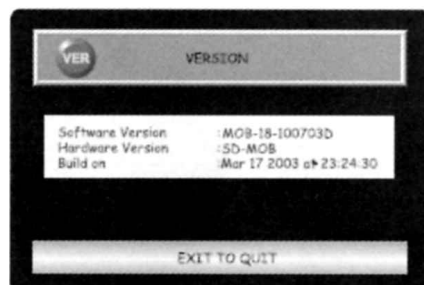 VER
VERSION
Software Version :MOB-18-100703D
Hardware Version :SD-MOB
Build on :Mar 17 2003 at 23:24:30
EXIT TO QUIT